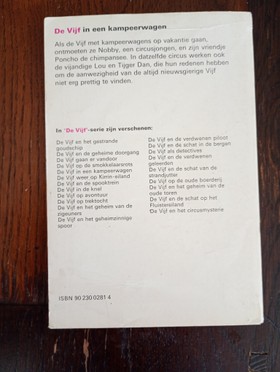 De Vijf in een kampeerwagen
Als de Vijf met kampeerwagens op vakantie gaan,
ontmoeten ze Nobby, een circusjongen, en zijn vriendje
Poncho de chimpansee. In datzelfde circus werken ook
de vijandige Lou en Tijger Dan, die hun redenen hebben
om de aanwezigheid van de altijd nieuwsgierige Vijf
niet erg prettig te vinden.
In 'De Vijf'-serie zijn verschenen:
De Vijf en het gestrande
goudschip
De Vijf en de geheime doorgang
De Vijf gaan er vandoor
De Vijf op de smokkelaarsrots
De Vijf in een kampeerwagen
De Vijf weer op Kirrin-eiland
De Vijf en de spooktrein
De Vijf in de knel
De Vijf op avontuur
De Vijf op trektocht
De Vijf en het geheim van de
zigeuners
De Vijf en het geheimzinnige
spoor
De Vijf en de verdwenen piloot
De Vijf en de schat in de bergen
De Vijf als detectives
De Vijf en de verdwenen
geleerden
De Vijf en de schat van de
strandjutter
De Vijf op de oude boerderij
De Vijf en het geheim van de
oude toren
De Vijf en de schat op het
Fluistereiland
De Vijf en het circusmysterie
ISBN 90 230 0281 4